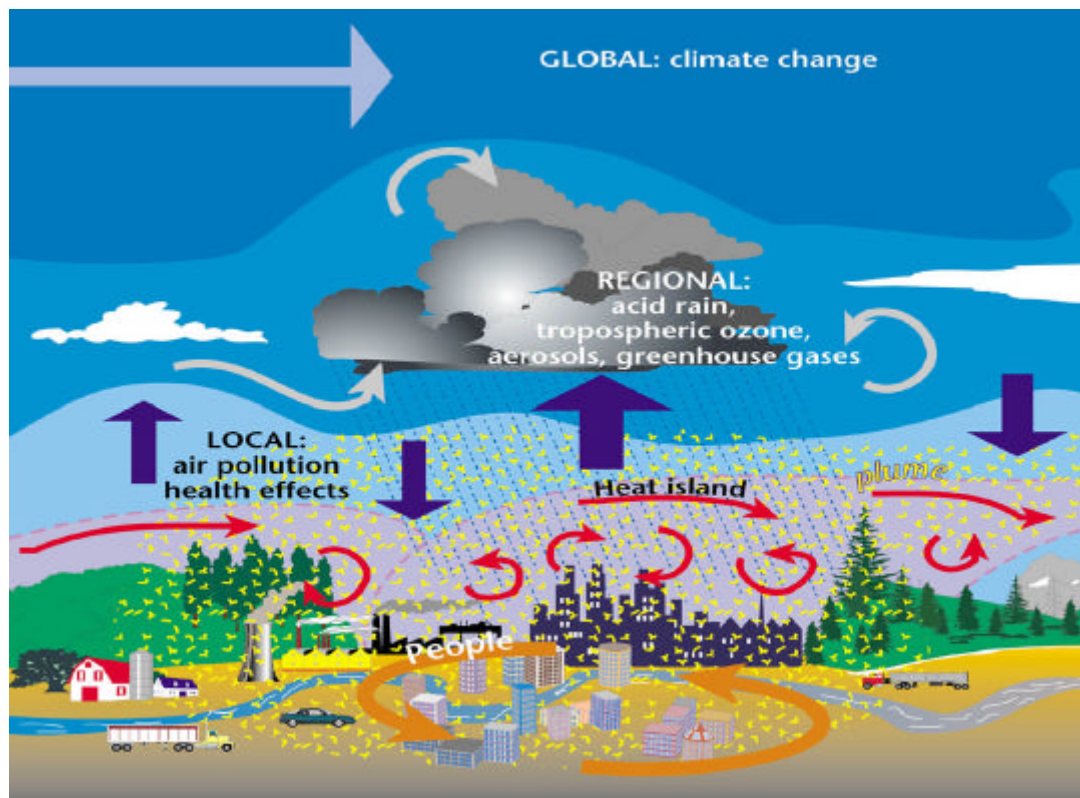 GLOBAL: climate change
REGIONAL:
acid rain,
tropospheric ozone,
aerosols, greenhouse gases
LOCAL:
air pollution
health effects
Heat island
plume
People